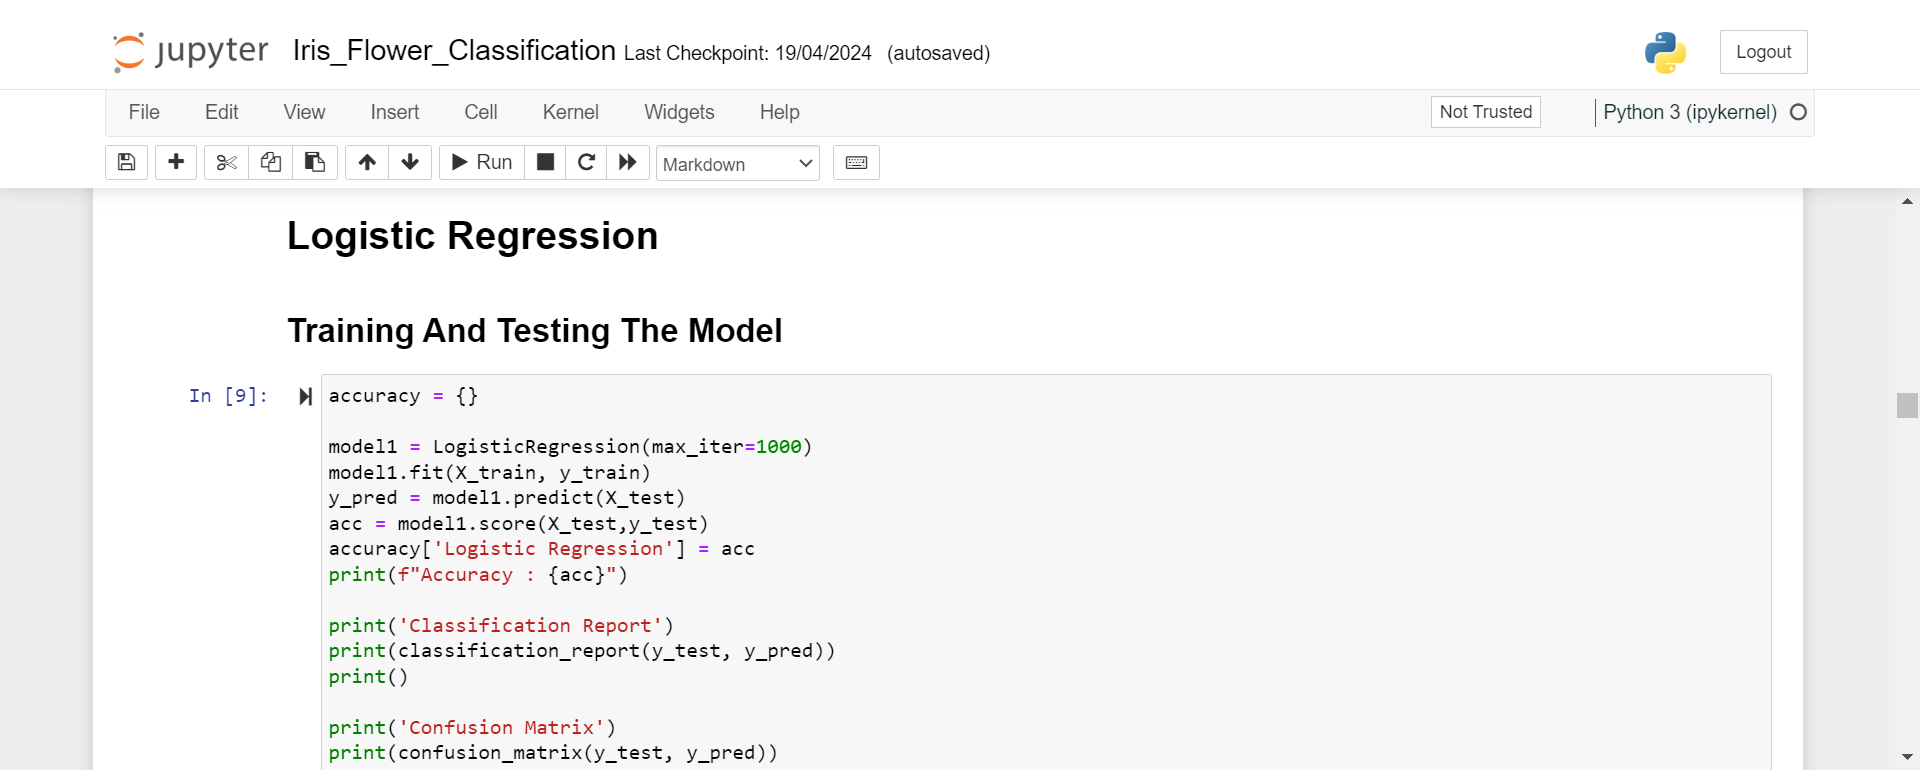 jupyter Iris_Flower_Classification Last Checkpoint: 19/04/2024 (autosaved) Logout
File Edit View Insert Cell Kernel Widgets Help Not Trusted Python 3 (ipykernel)
Run Markdown
Logistic Regression
Training And Testing The Model
In [9]: accuracy = {}
model1 = LogisticRegression(max_iter=1000)
model1.fit(X_train, y_train)
y_pred = model1.predict(X_test)
acc = model1.score(X_test,y_test)
accuracy['Logistic Regression'] = acc
print(f"Accuracy : {acc}")
print('Classification Report')
print(classification_report(y_test, y_pred))
print()
print('Confusion Matrix')
print(confusion_matrix(y_test, y_pred))